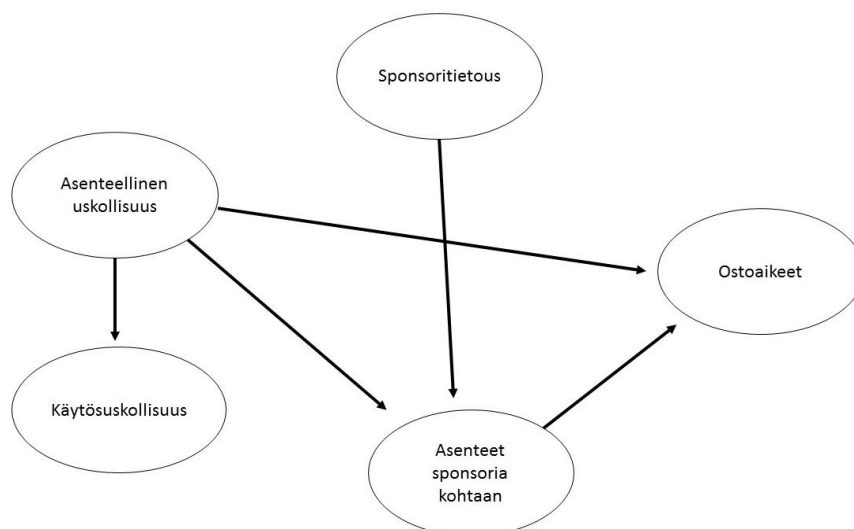 Sponsoritietous
Asenteellinen
uskollisuus
Ostoaikeet
Käytösuskollisuus
Asenteet
sponsoria
kohtaan